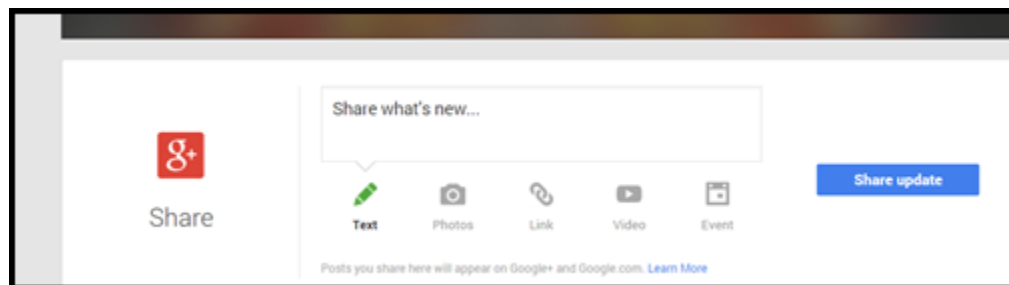 Share what's new...
g+
Share update
Share
Text Photos Link Video Event
Posts you share here will appear on Google+ and Google.com. Learn More